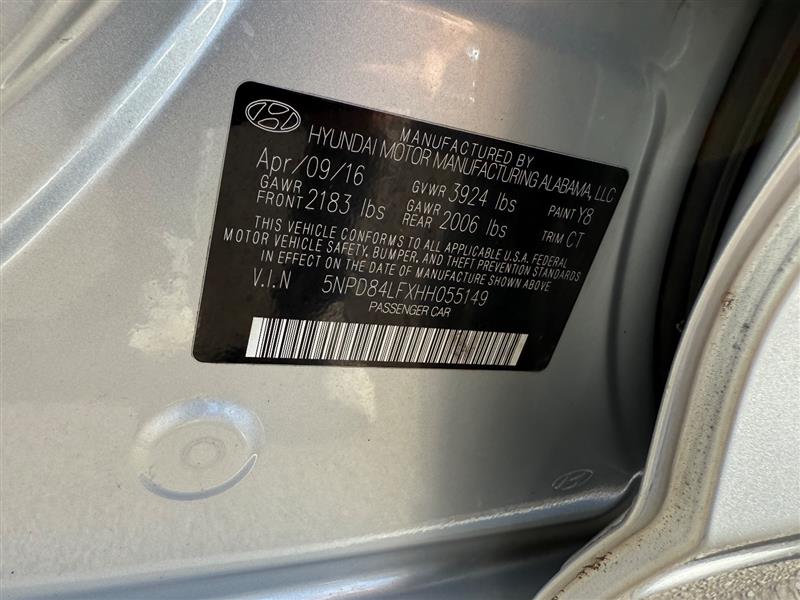 MANUFACTURED BY
HYUNDAI MOTOR MANUFACTURING ALABAMA, LLC
Apr/09/16 GVWR 3924 lbs PAINT Y8
GAWR FRONT 2183 lbs GAWR REAR 2006 lbs TRIM CT
THIS VEHICLE CONFORMS TO ALL APPLICABLE U.S.A. FEDERAL
MOTOR VEHICLE SAFETY, BUMPER, AND THEFT PREVENTION STANDARDS
IN EFFECT ON THE DATE OF MANUFACTURE SHOWN ABOVE.
V.I.N 5NPD84LFXHH055149
PASSENGER CAR